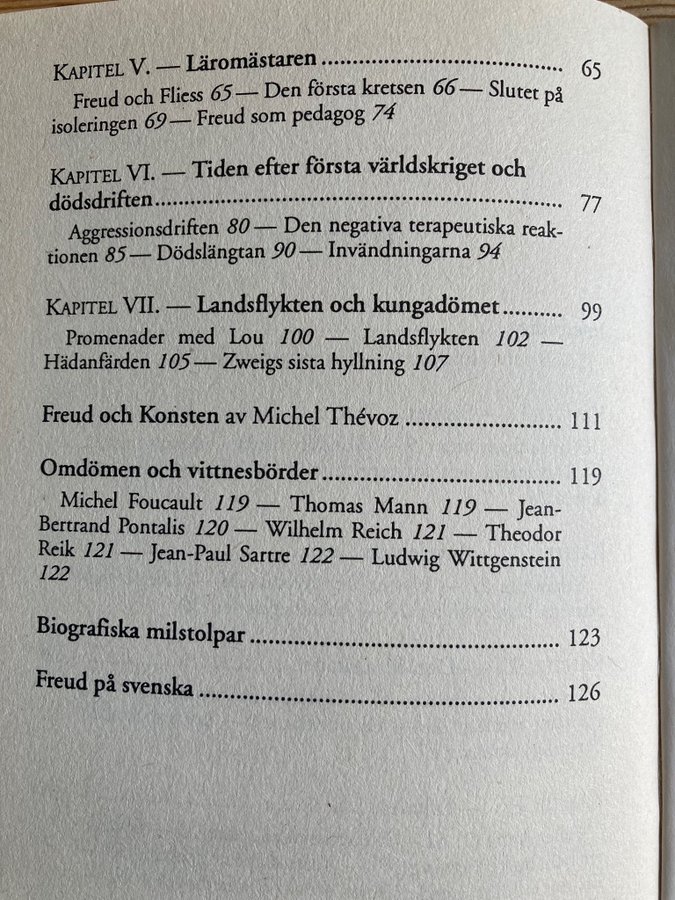 KAPITEL V. — Läromästaren ........................................ 65
Freud och Fliess 65 — Den första kretsen 66 — Slutet på
isoleringen 69 — Freud som pedagog 74
KAPITEL VI. — Tiden efter första världskriget och
dödsdriften .................................................................. 77
Aggressionsdriften 80 — Den negativa terapeutiska reak-
tionen 85 — Dödslängtan 90 — Invändningarna 94
KAPITEL VII. — Landsflykten och kungadömet .......... 99
Promenader med Lou 100 — Landsflykten 102 —
Hädanfärden 105 — Zweigs sista hyllning 107
Freud och Konsten av Michel Thévoz ......................... 111
Omdömen och vittnesbörder ...................................... 119
Michel Foucault 119 — Thomas Mann 119 — Jean-
Bertrand Pontalis 120 — Wilhelm Reich 121 — Theodor
Reik 121 — Jean-Paul Sartre 122 — Ludwig Wittgenstein
122
Biografiska milstolpar .................................................. 123
Freud på svenska .......................................................... 126